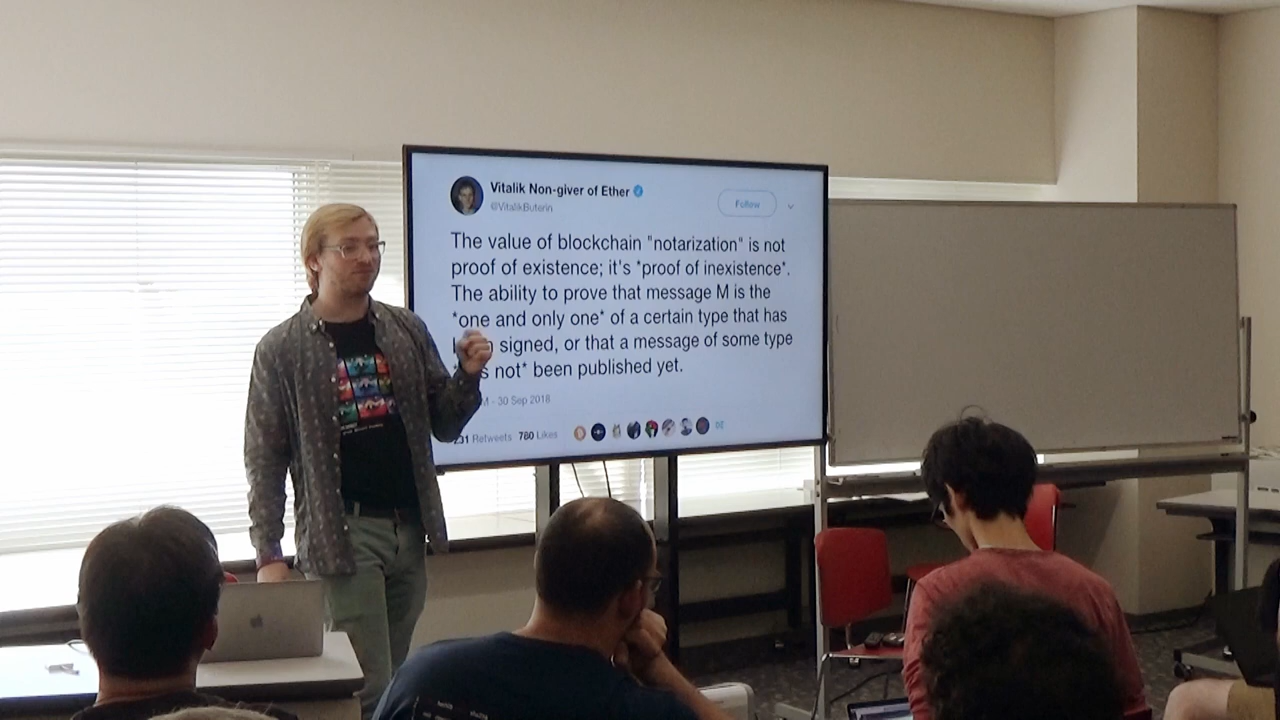 Vitalik Non-giver of Ether
@VitalikButerin
Follow
The value of blockchain "notarization" is not
proof of existence; it's *proof of inexistence*.
The ability to prove that message M is the
*one and only one* of a certain type that has
signed, or that a message of some type
not* been published yet.
M - 30 Sep 2018
231 Retweets 780 Likes